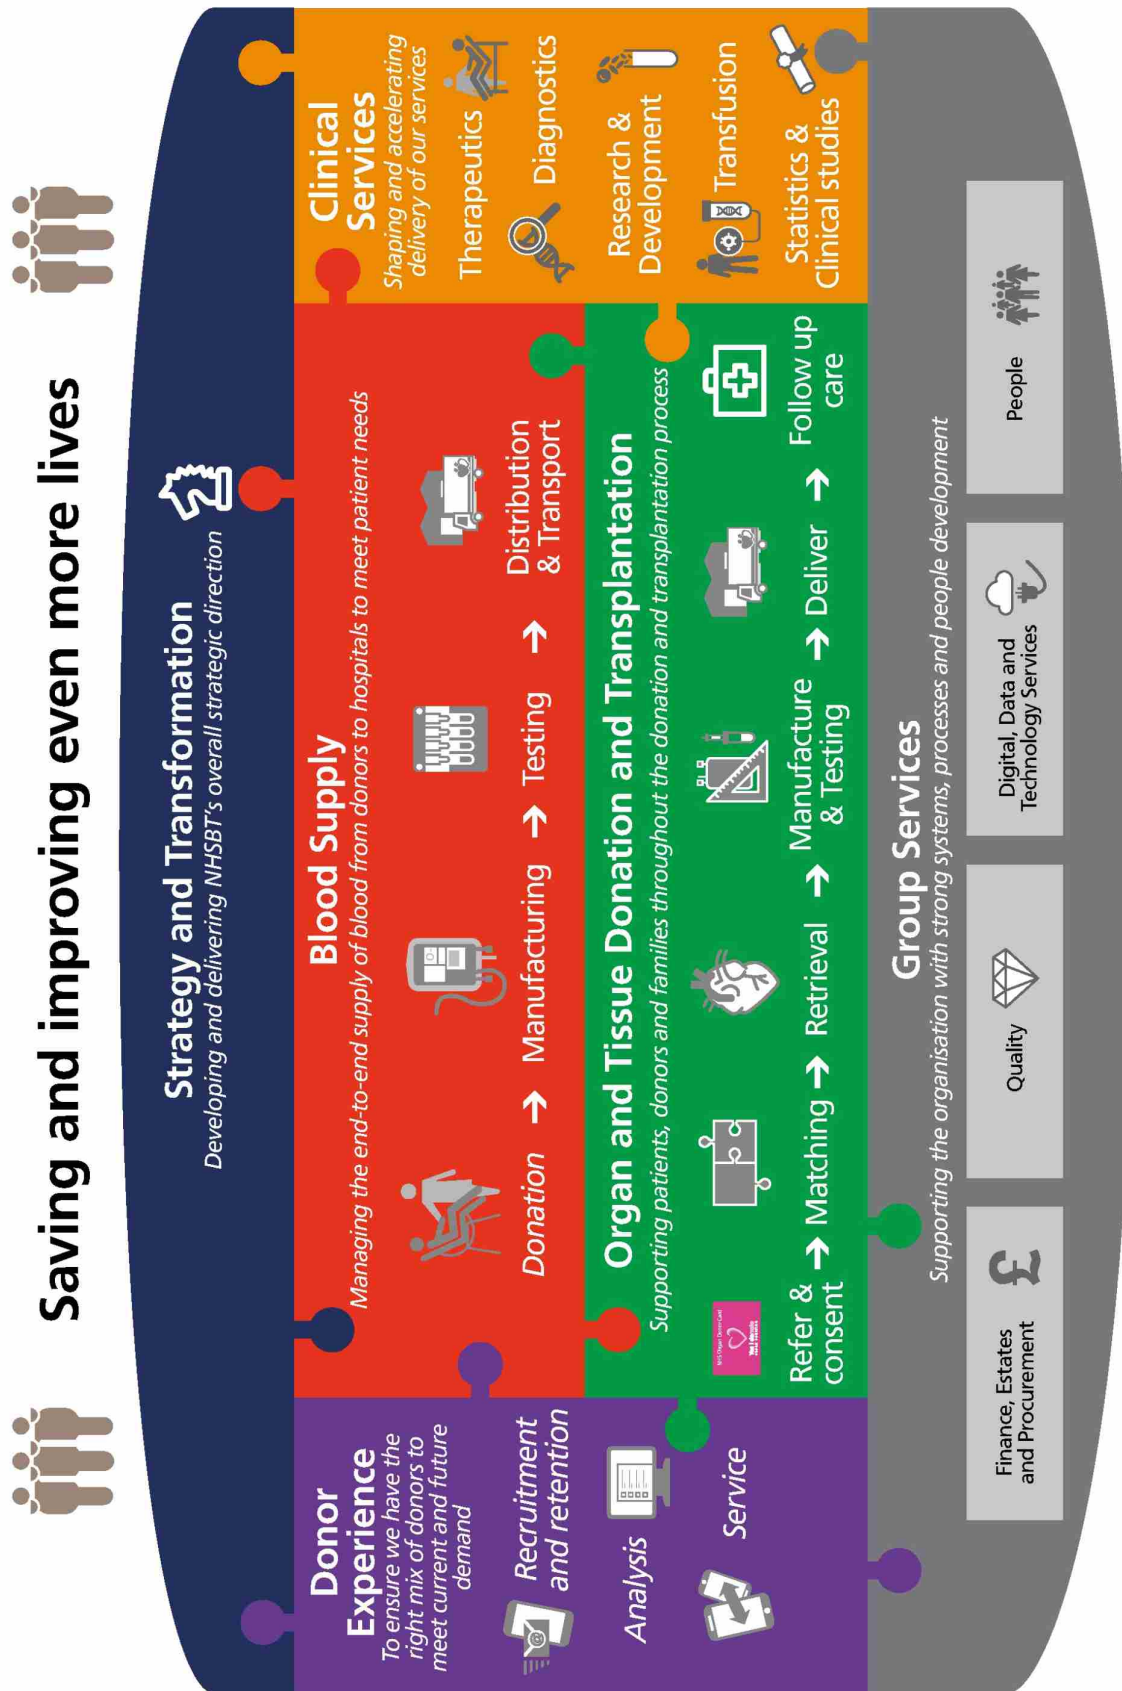 Saving and improving even more lives
Strategy and Transformation
Developing and delivering NHSBT's overall strategic direction
Donor
Experience
To ensure we have the
right mix of donors to
meet current and future
demand
Recruitment
and retention
Analysis
Service
Blood Supply
Managing the end-to-end supply of blood from donors to hospitals to meet patient needs
Donation → Manufacturing → Testing → Distribution
& Transport
Organ and Tissue Donation and Transplantation
Supporting patients, donors and families throughout the donation and transplantation process
Refer &
consent → Matching → Retrieval → Manufacture
& Testing → Deliver → Follow up
care
Clinical
Services
Shaping and accelerating
delivery of our services
Therapeutics
Diagnostics
Research &
Development
Transfusion
Statistics &
Clinical studies
Group Services
Supporting the organisation with strong systems, processes and people development
Finance, Estates
and Procurement
£
Quality
Digital, Data and
Technology Services
People